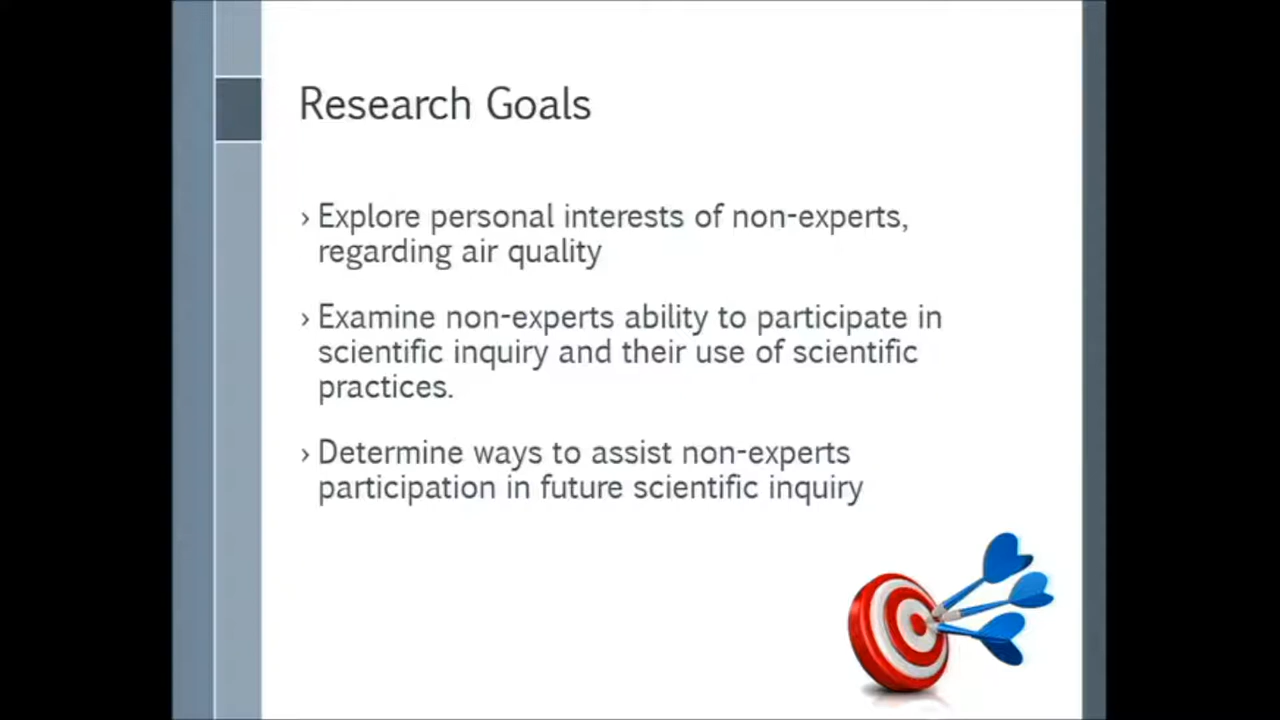 Research Goals
› Explore personal interests of non-experts,
regarding air quality
› Examine non-experts ability to participate in
scientific inquiry and their use of scientific
practices.
› Determine ways to assist non-experts
participation in future scientific inquiry